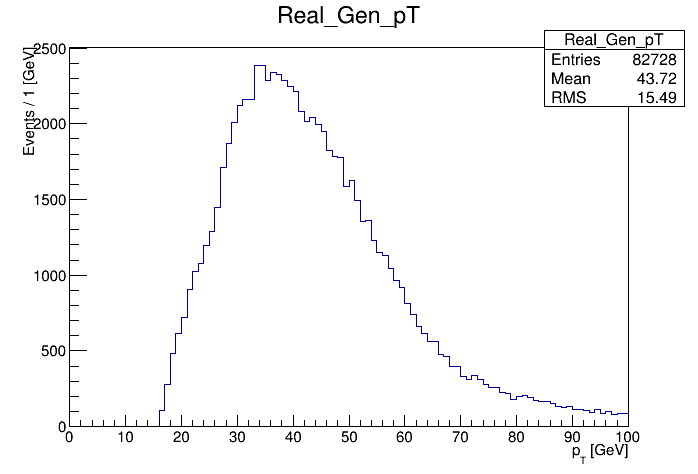 Real_Gen_pT
Real_Gen_pT
Entries 82728
Mean 43.72
RMS 15.49
Events / 1 [GeV]
2500
2000
1500
1000
500
0
0 10 20 30 40 50 60 70 80 90 100
p_T [GeV]